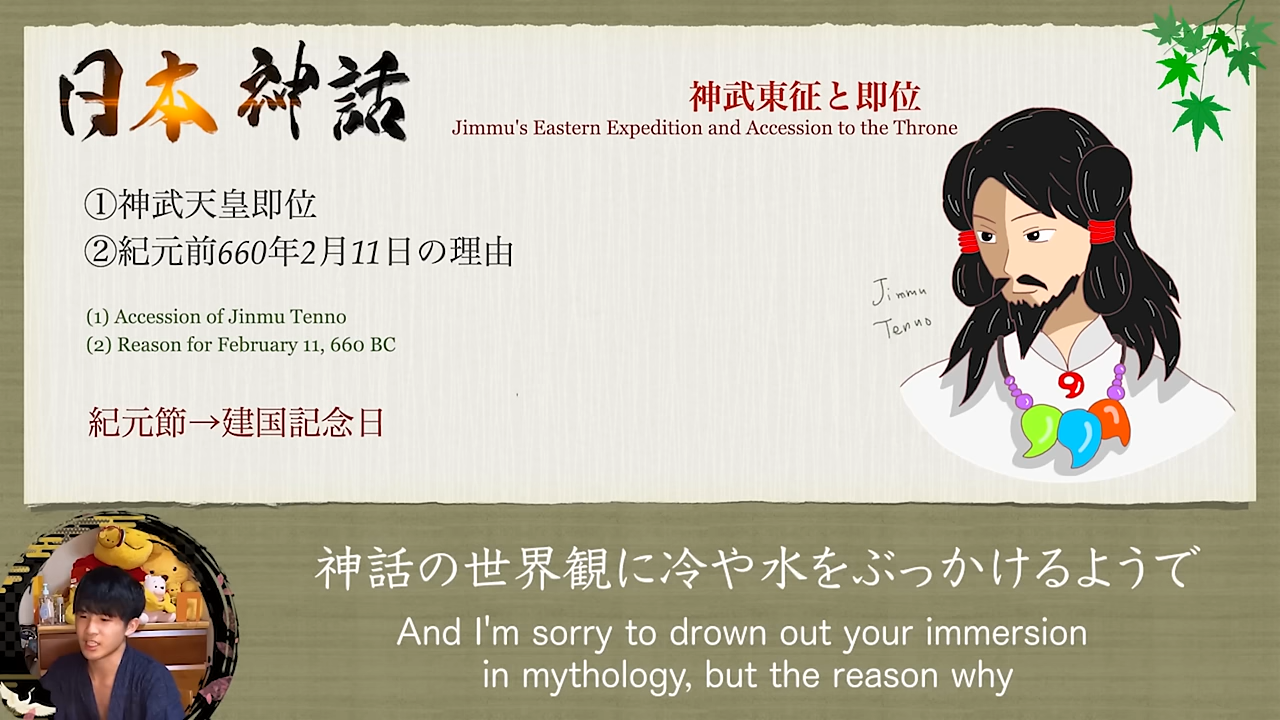 日本神話
神武東征と即位
Jimmu's Eastern Expedition and Accession to the Throne
①神武天皇即位
②紀元前660年2月11日の理由
(1) Accession of Jinmu Tenno
(2) Reason for February 11, 660 BC
紀元節→建国記念日
Jimmu
Tenno
神話の世界観に冷や水をぶっかけるようで
And I'm sorry to drown out your immersion
in mythology, but the reason why